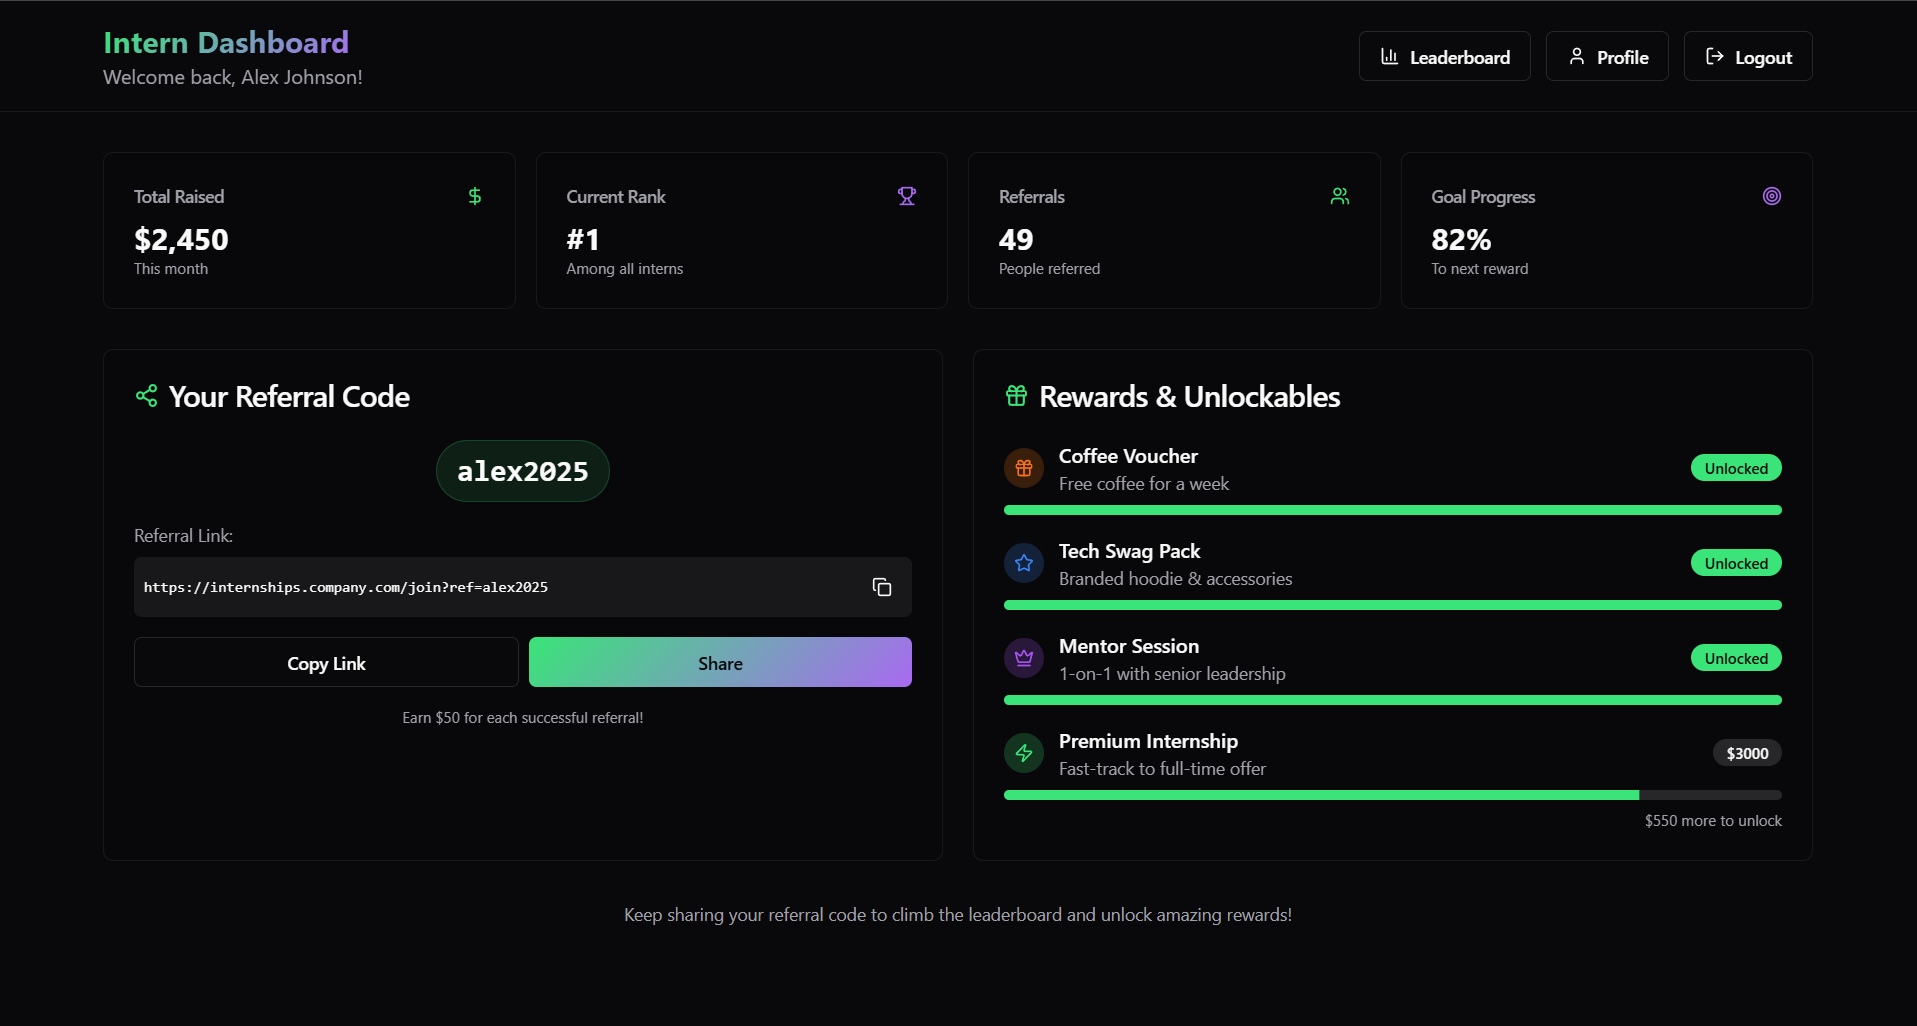 Intern Dashboard
Welcome back, Alex Johnson!
Leaderboard
Profile
Logout
Total Raised
$2,450
This month
Current Rank
#1
Among all interns
Referrals
49
People referred
Goal Progress
82%
To next reward
Your Referral Code
alex2025
Referral Link:
https://internships.company.com/join?ref=alex2025
Copy Link
Share
Earn $50 for each successful referral!
Rewards & Unlockables
Coffee Voucher
Free coffee for a week
Unlocked
Tech Swag Pack
Branded hoodie & accessories
Unlocked
Mentor Session
1-on-1 with senior leadership
Unlocked
Premium Internship
Fast-track to full-time offer
$3000
$550 more to unlock
Keep sharing your referral code to climb the leaderboard and unlock amazing rewards!